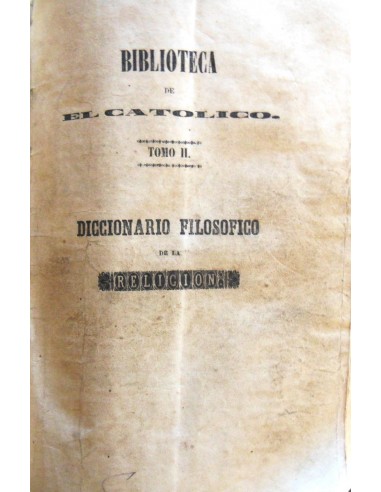 BIBLIOTECA
DE
EL CATOLICO.
TOMO II.
DICCIONARIO FILOSOFICO
DE LA
RELIGION.